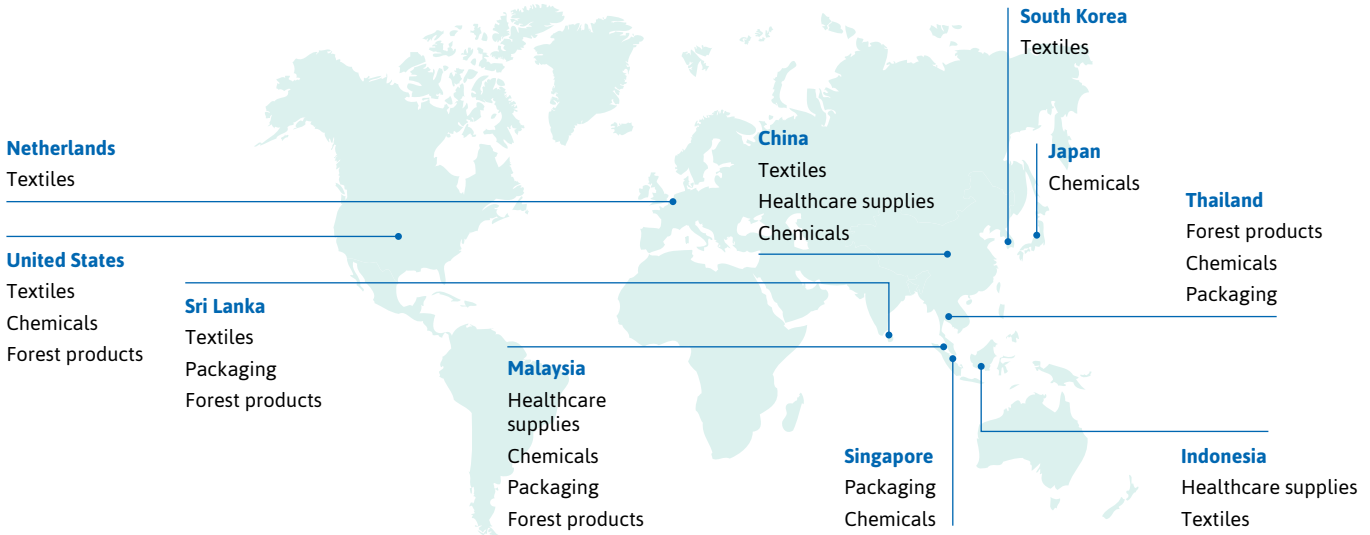 South Korea
Textiles
Netherlands
Textiles
China
Textiles
Healthcare supplies
Chemicals
Japan
Chemicals
Thailand
Forest products
Chemicals
Packaging
United States
Textiles
Chemicals
Forest products
Sri Lanka
Textiles
Packaging
Forest products
Malaysia
Healthcare
supplies
Chemicals
Packaging
Forest products
Singapore
Packaging
Chemicals
Indonesia
Healthcare supplies
Textiles